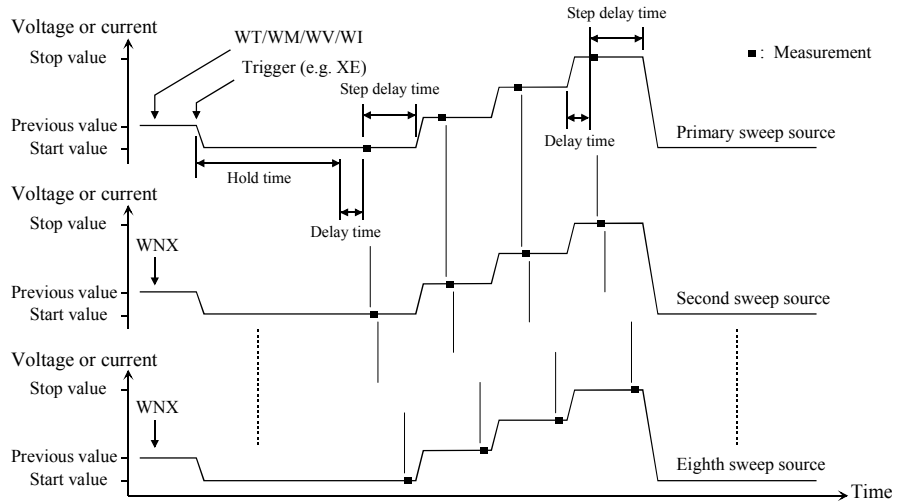 Step delay time
Voltage or current
WT/WM/WV/WI
Stop value
■ : Measurement
Trigger (e.g. XE)
Step delay time
Previous value
Delay time
Primary sweep source
Start value
Hold time
Voltage or current
Stop value
Delay time
WNX
Previous value
Second sweep source
Start value
Voltage or current
Stop value
WNX
Previous value
Start value
Eighth sweep source
Time